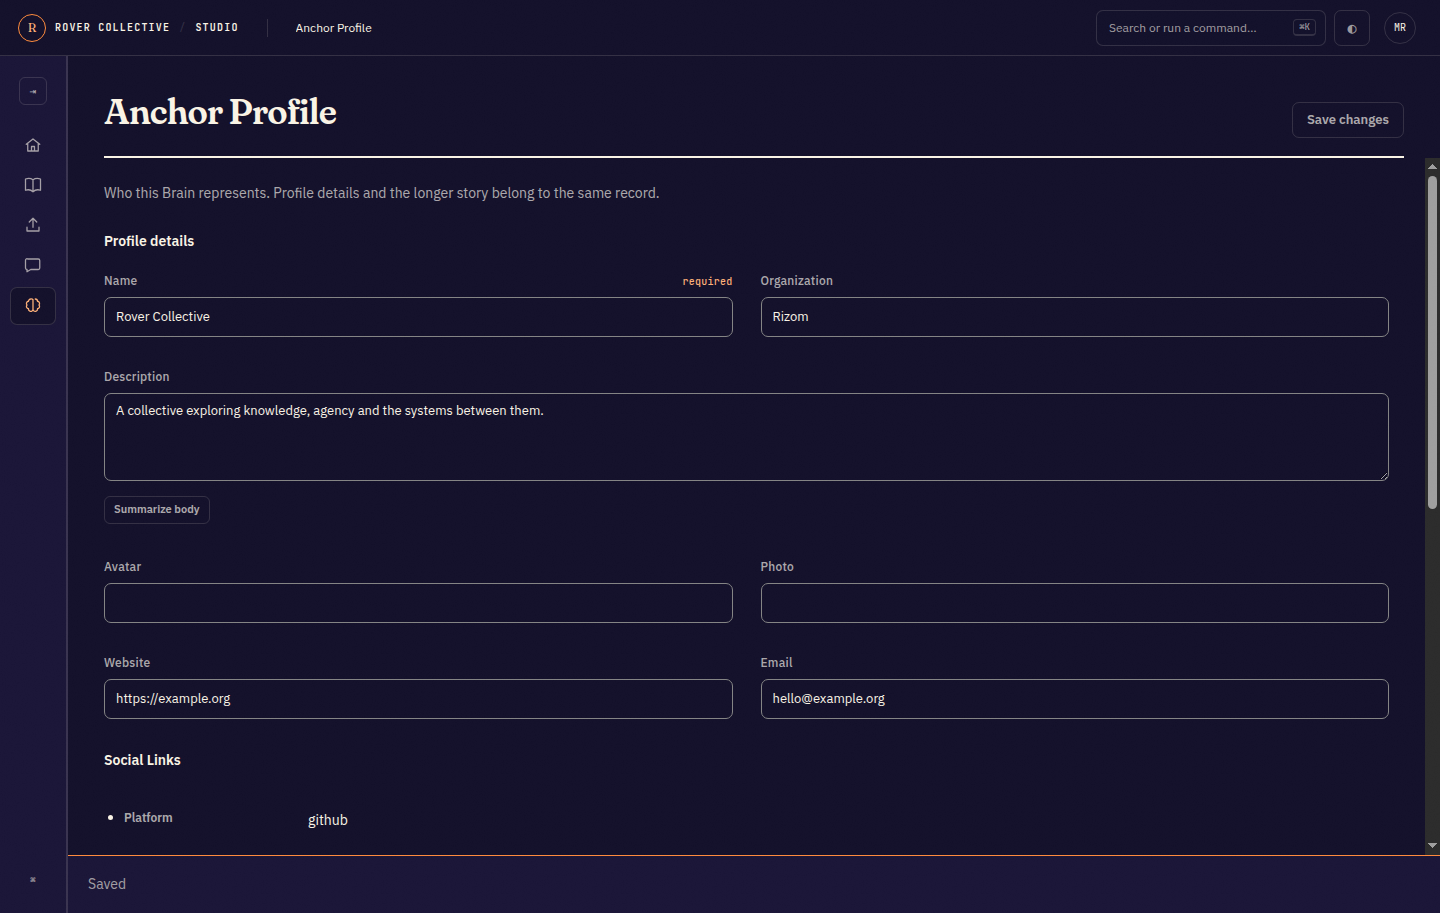 R ROVER COLLECTIVE / STUDIO Anchor Profile Search or run a command... ⌘K MR
Anchor Profile
Save changes
Who this Brain represents. Profile details and the longer story belong to the same record.
Profile details
Name required Organization
Rover Collective Rizom
Description
A collective exploring knowledge, agency and the systems between them.
Summarize body
Avatar Photo
Website Email
https://example.org hello@example.org
Social Links
Platform github
⌘ Saved